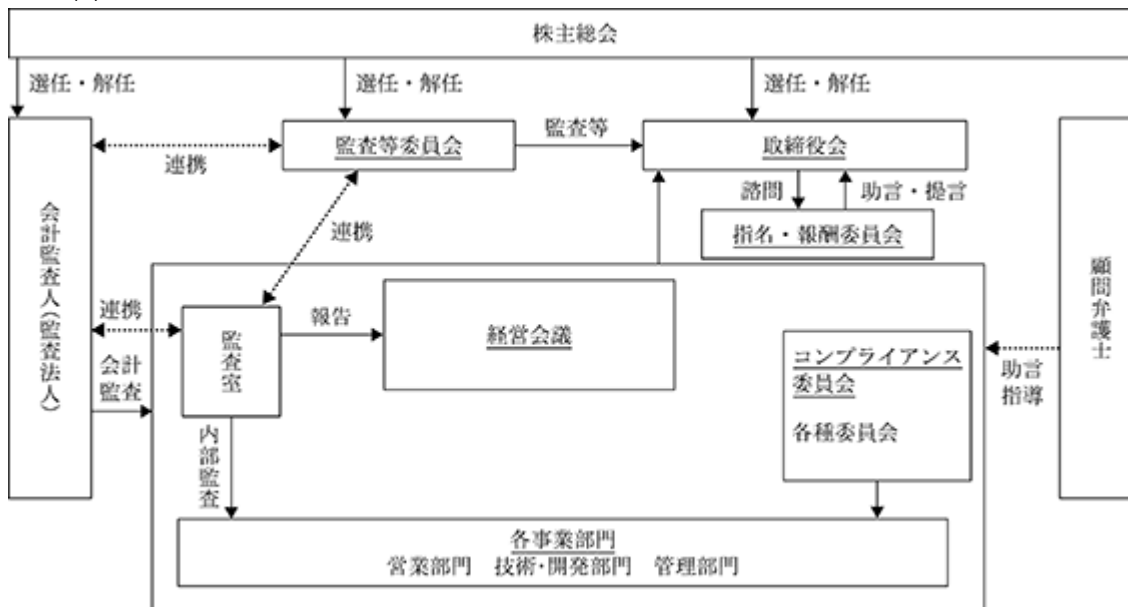 株主総会
選任・解任
選任・解任
選任・解任
監査等委員会
監査等
取締役会
連携
諮問
助言・提言
指名・報酬委員会
連携
会計監査人(監査法人)
顧問弁護士
連携
監査室
報告
経営会議
コンプライアンス
委員会
各種委員会
助言
指導
会計
監査
内部監査
各事業部門
営業部門 技術・開発部門 管理部門